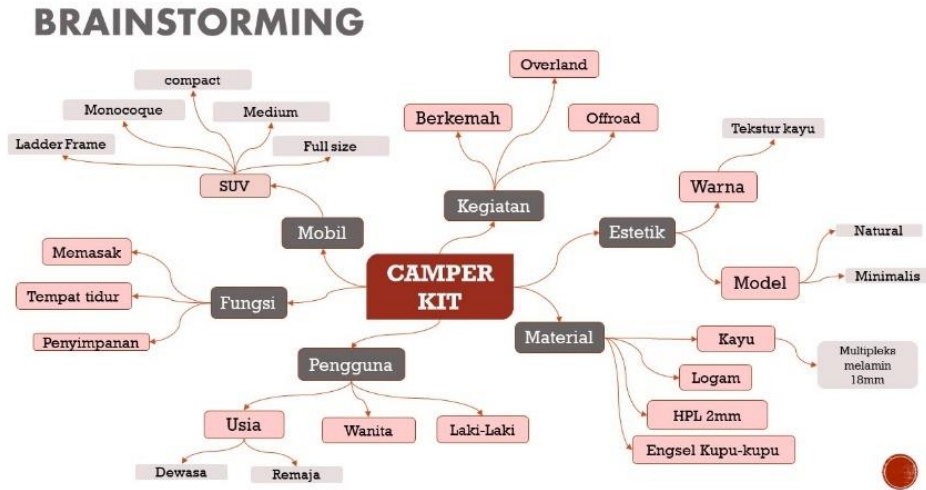 BRAINSTORMING
compact
Monocoque
Medium
Ladder Frame
Full size
SUV
Mobil
Overland
Berkemah
Offroad
Kegiatan
Tekstur kayu
Warna
Estetik
Natural
Model
Minimalis
Memasak
Tempat tidur
Penyimpanan
Fungsi
CAMPER
KIT
Material
Kayu
Multipleks
melamin
18mm
Logam
HPL 2mm
Engsel Kupu-kupu
Pengguna
Usia
Wanita
Laki-Laki
Dewasa
Remaja